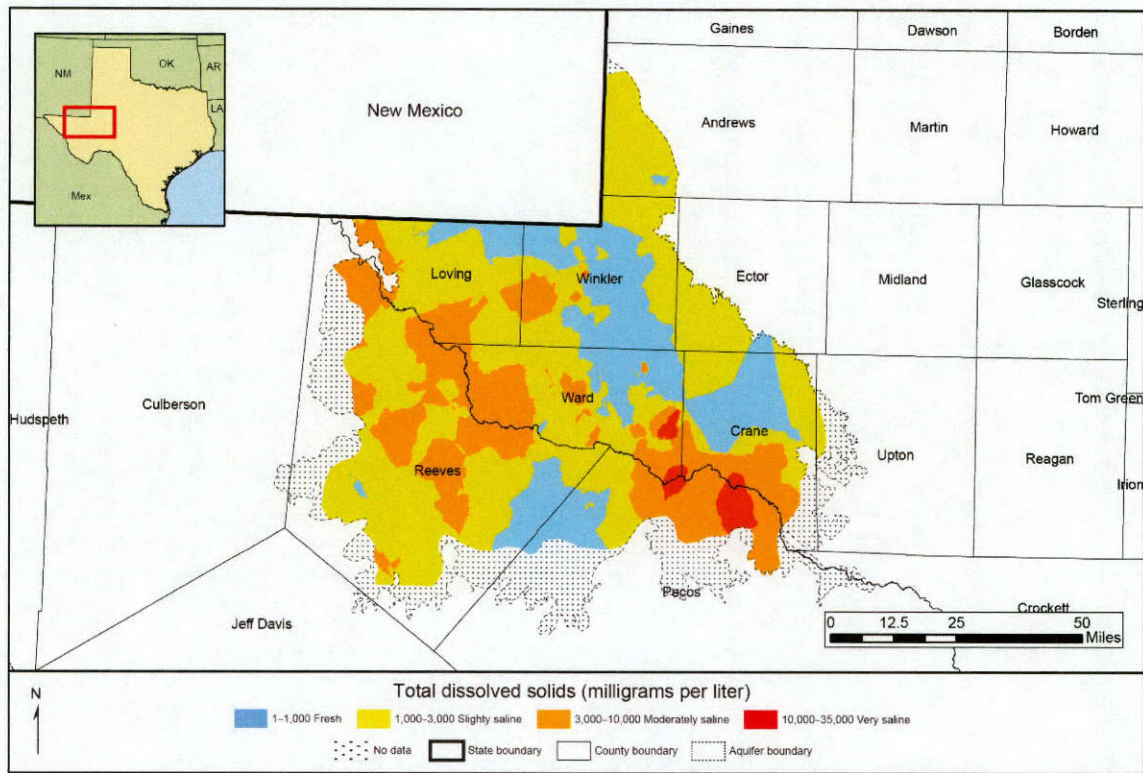 Gaines
Dawson
Borden
NM
OK
AR
LA
Mex
New Mexico
Andrews
Martin
Howard
Loving
Winkler
Ector
Midland
Glasscock
Sterling
Hudspeth
Culberson
Ward
Crane
Tom Green
Reeves
Upton
Reagan
Irion
Jeff Davis
Pecos
Crockett
0 12.5 25 50
Miles
N
Total dissolved solids (milligrams per liter)
1–1,000 Fresh 1,000–3,000 Slighty saline 3,000–10,000 Moderately saline 10,000–35,000 Very saline
No data State boundary County boundary Aquifer boundary